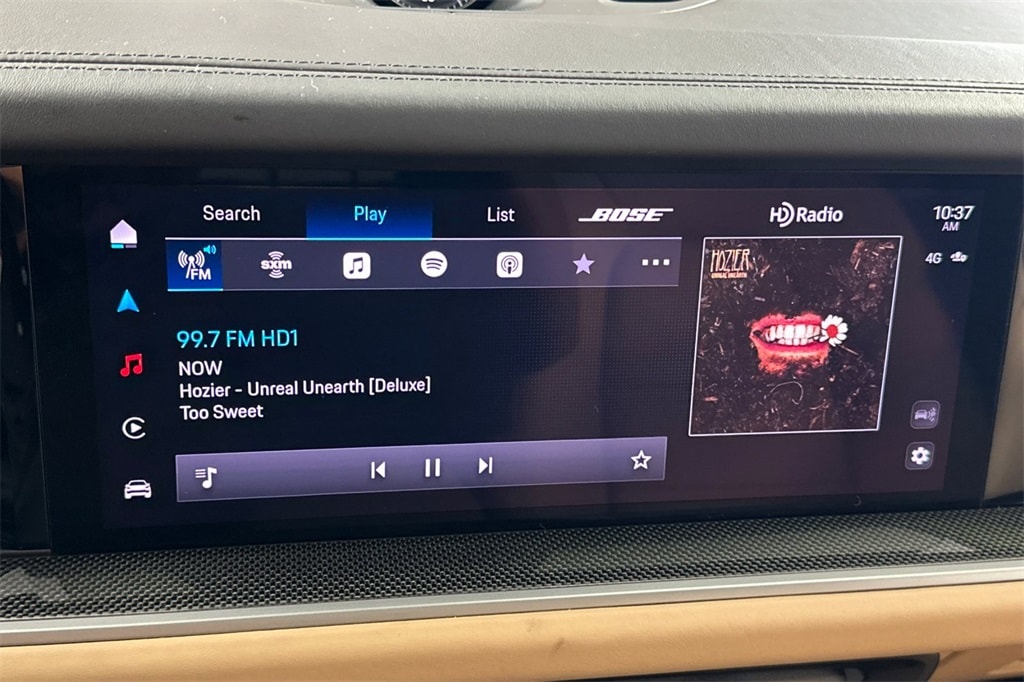 Search Play List BOSE HD Radio 10:37
AM
FM sxm 4G
HOZIER
UNREAL UNEARTH
99.7 FM HD1
NOW
Hozier - Unreal Unearth [Deluxe]
Too Sweet